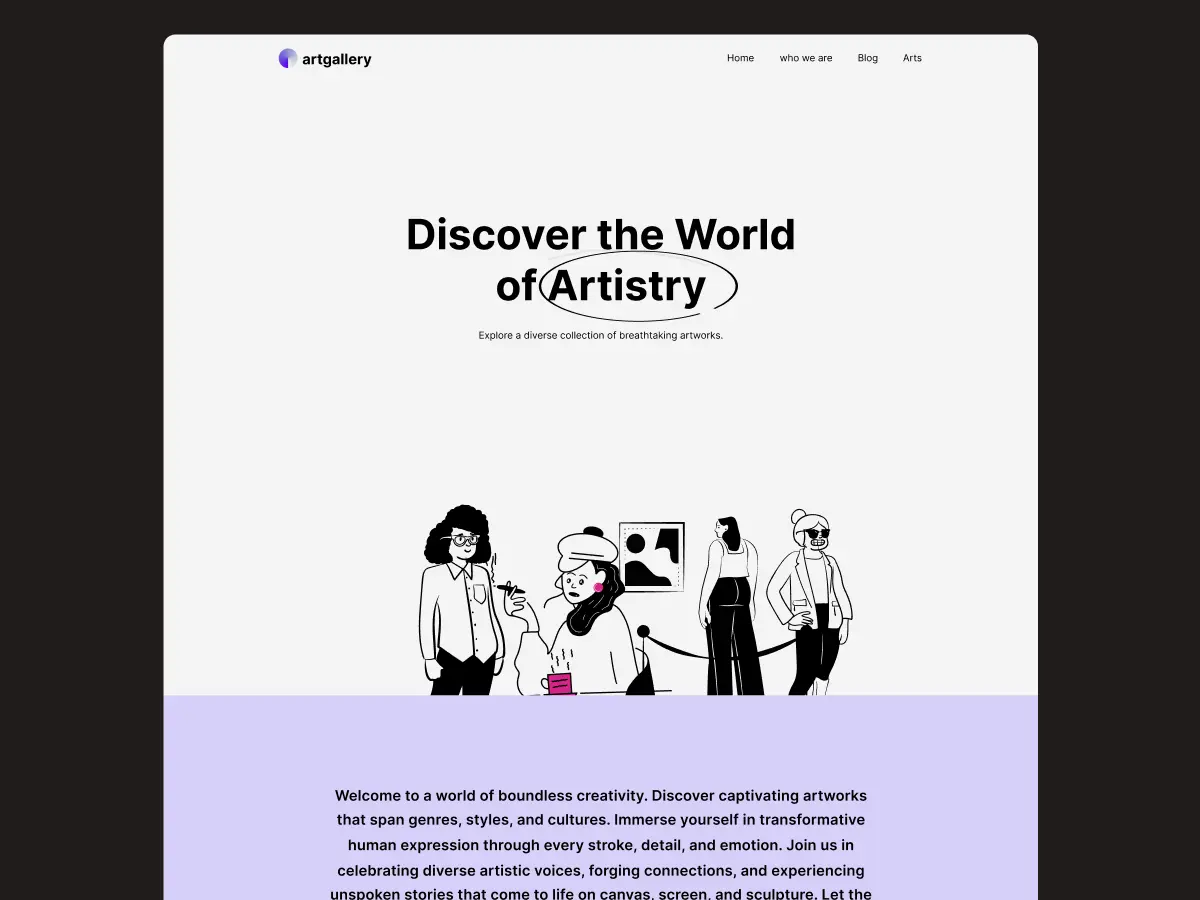 artgallery
Home who we are Blog Arts
Discover the World
of Artistry
Explore a diverse collection of breathtaking artworks.
Welcome to a world of boundless creativity. Discover captivating artworks
that span genres, styles, and cultures. Immerse yourself in transformative
human expression through every stroke, detail, and emotion. Join us in
celebrating diverse artistic voices, forging connections, and experiencing
unspoken stories that come to life on canvas, screen, and sculpture. Let the